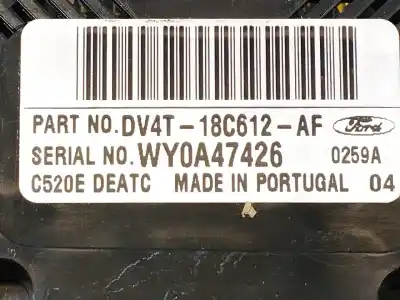 PART NO. DV4T-18C612-AF Ford
SERIAL NO. WY0A47426 0259A
C520E DEATC MADE IN PORTUGAL 04